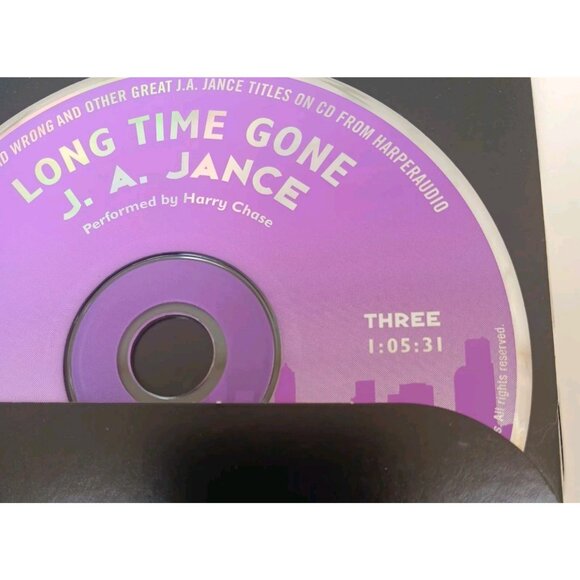 WRONG AND OTHER GREAT J.A. JANCE TITLES ON CD FROM HARPERAUDIO
LONG TIME GONE
J. A. JANCE
Performed by Harry Chase
THREE
1:05:31
All rights reserved.